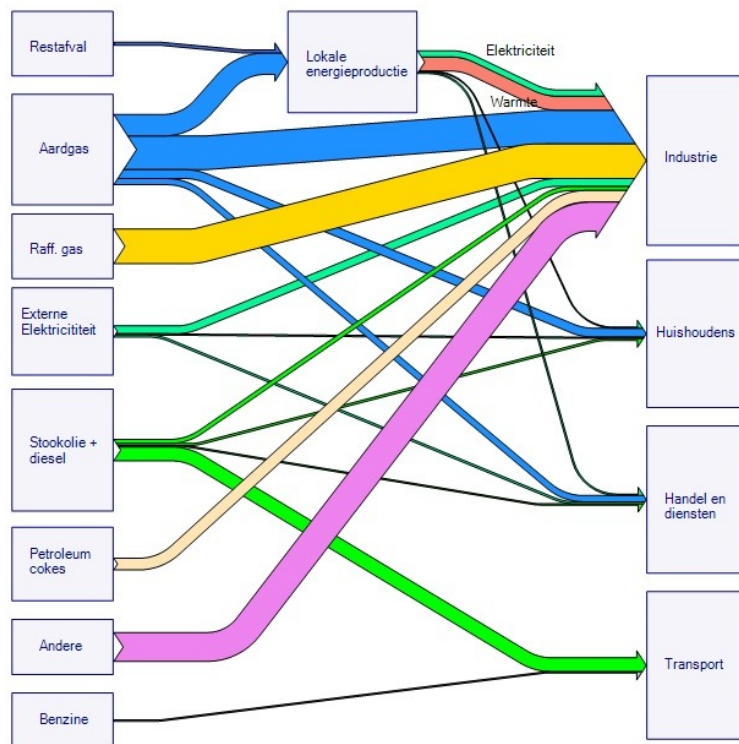 Restafval
Lokale
energieproductie
Elektriciteit
Warmte
Aardgas
Industrie
Raff. gas
Externe
Elektricititeit
Huishoudens
Stookolie +
diesel
Handel en
diensten
Petroleum
cokes
Andere
Transport
Benzine